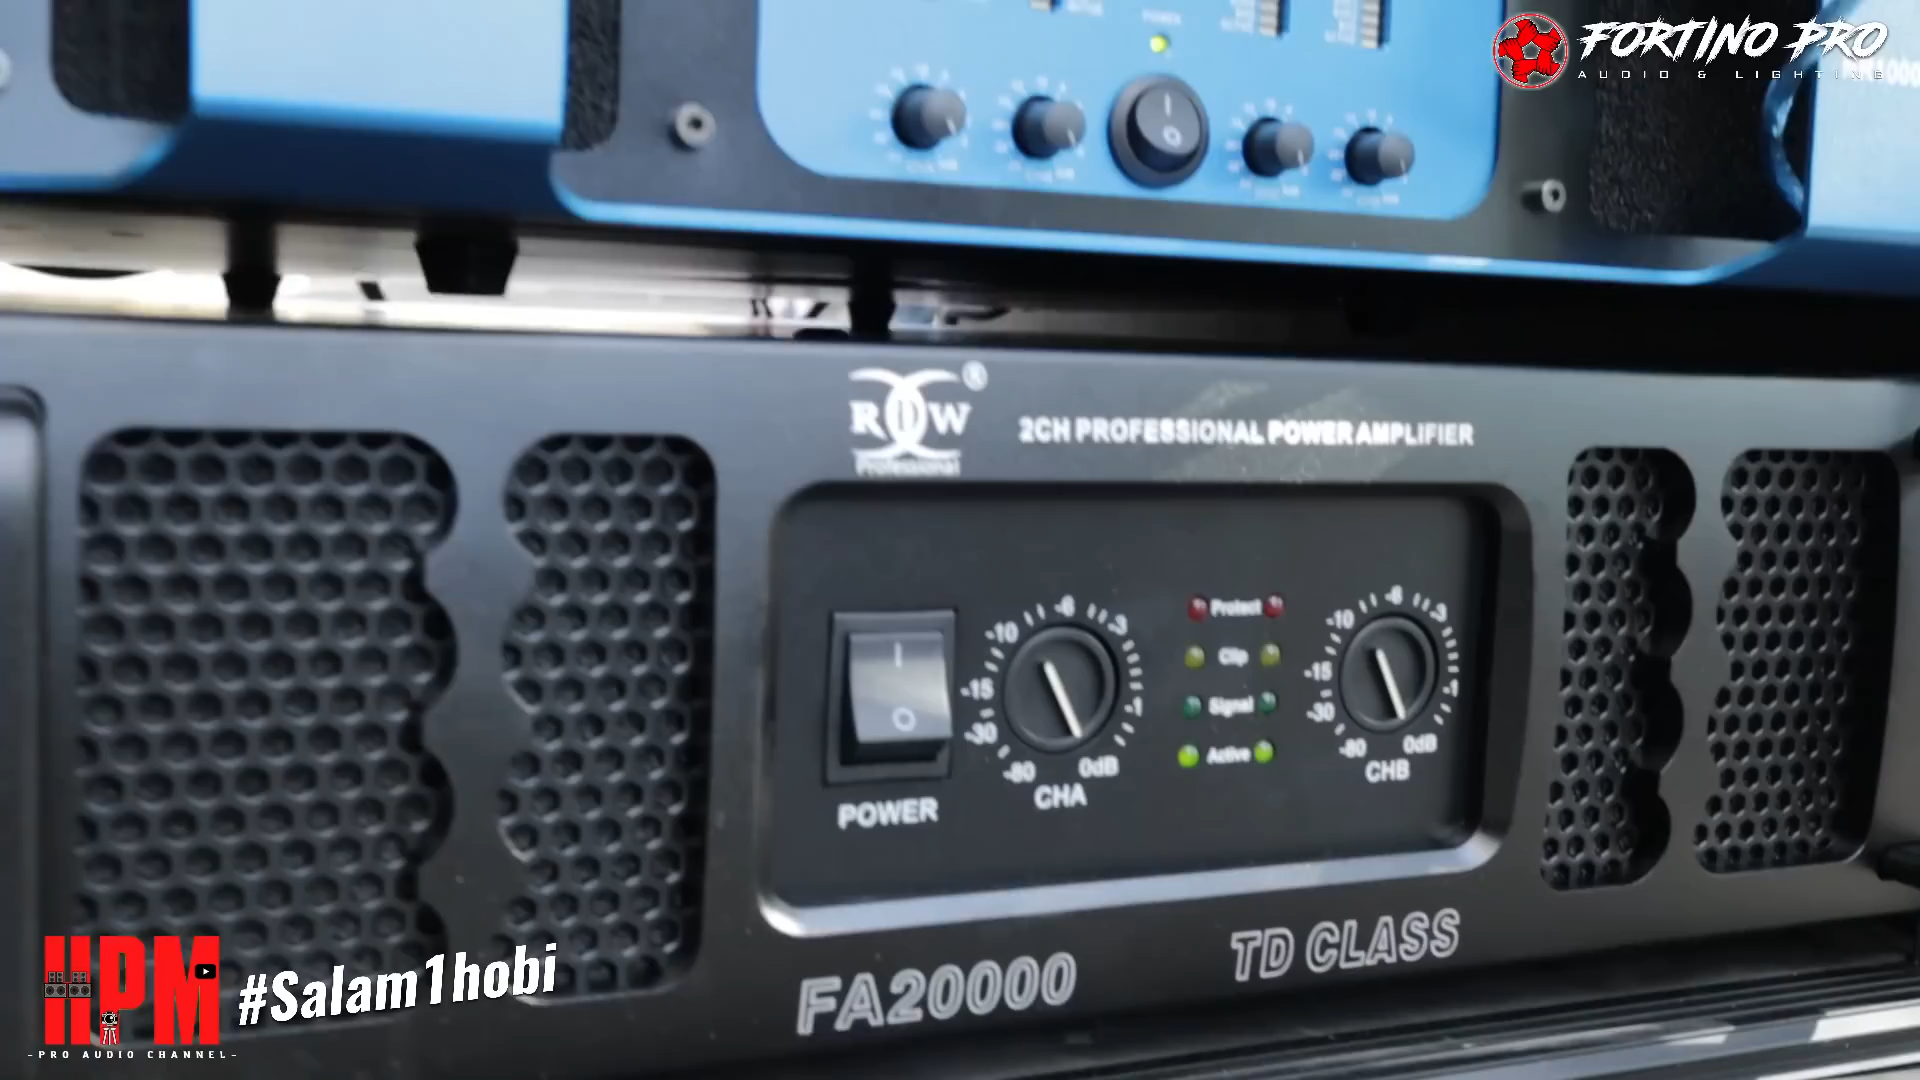 FORTINO PRO
AUDIO & LIGHTING
RDW®
Professional
2CH PROFESSIONAL POWER AMPLIFIER
-10 -6 -3
-15 -1
-30
-80 0dB
CHA
Protect
Clip
Signal
Active
-10 -6 -3
-15 -1
-30
-80 0dB
CHB
I
O
POWER
I
O
FA20000
TD CLASS
HPM
#Salam1hobi
-PRO AUDIO CHANNEL-